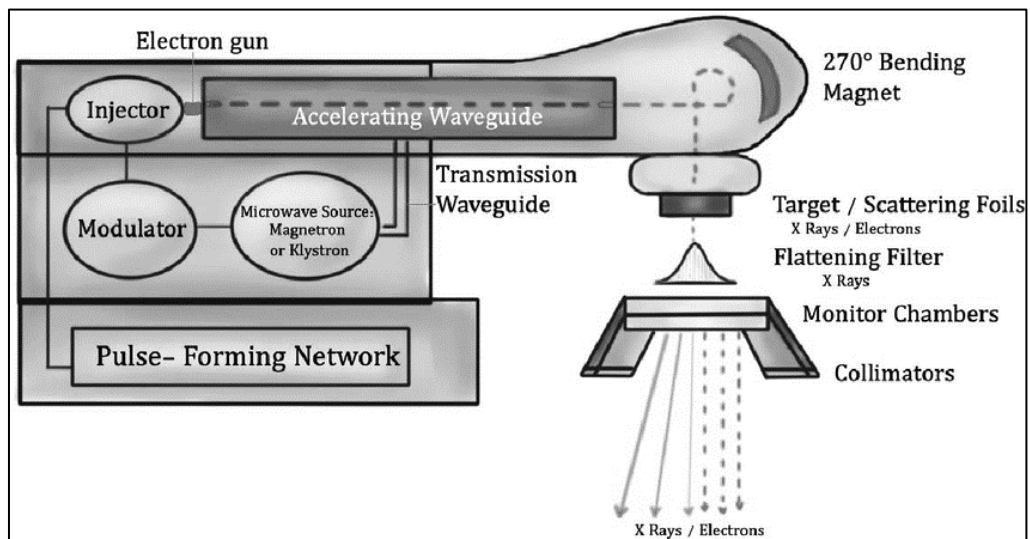 Electron gun
Injector
Accelerating Waveguide
270° Bending
Magnet
Transmission
Waveguide
Modulator
Microwave Source:
Magnetron
or Klystron
Target / Scattering Foils
X Rays / Electrons
Flattening Filter
X Rays
Monitor Chambers
Pulse– Forming Network
Collimators
X Rays / Electrons